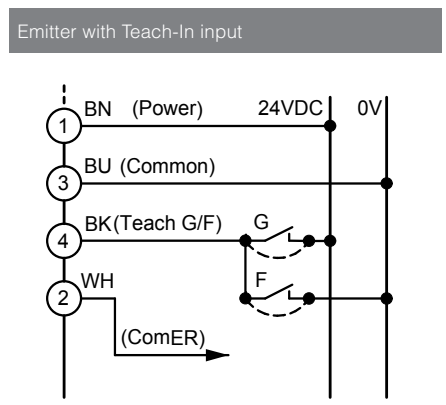 Emitter with Teach-In input
BN (Power) 24VDC 0V
1
BU (Common)
3
BK(Teach G/F) G
4
WH F
2
(ComER)